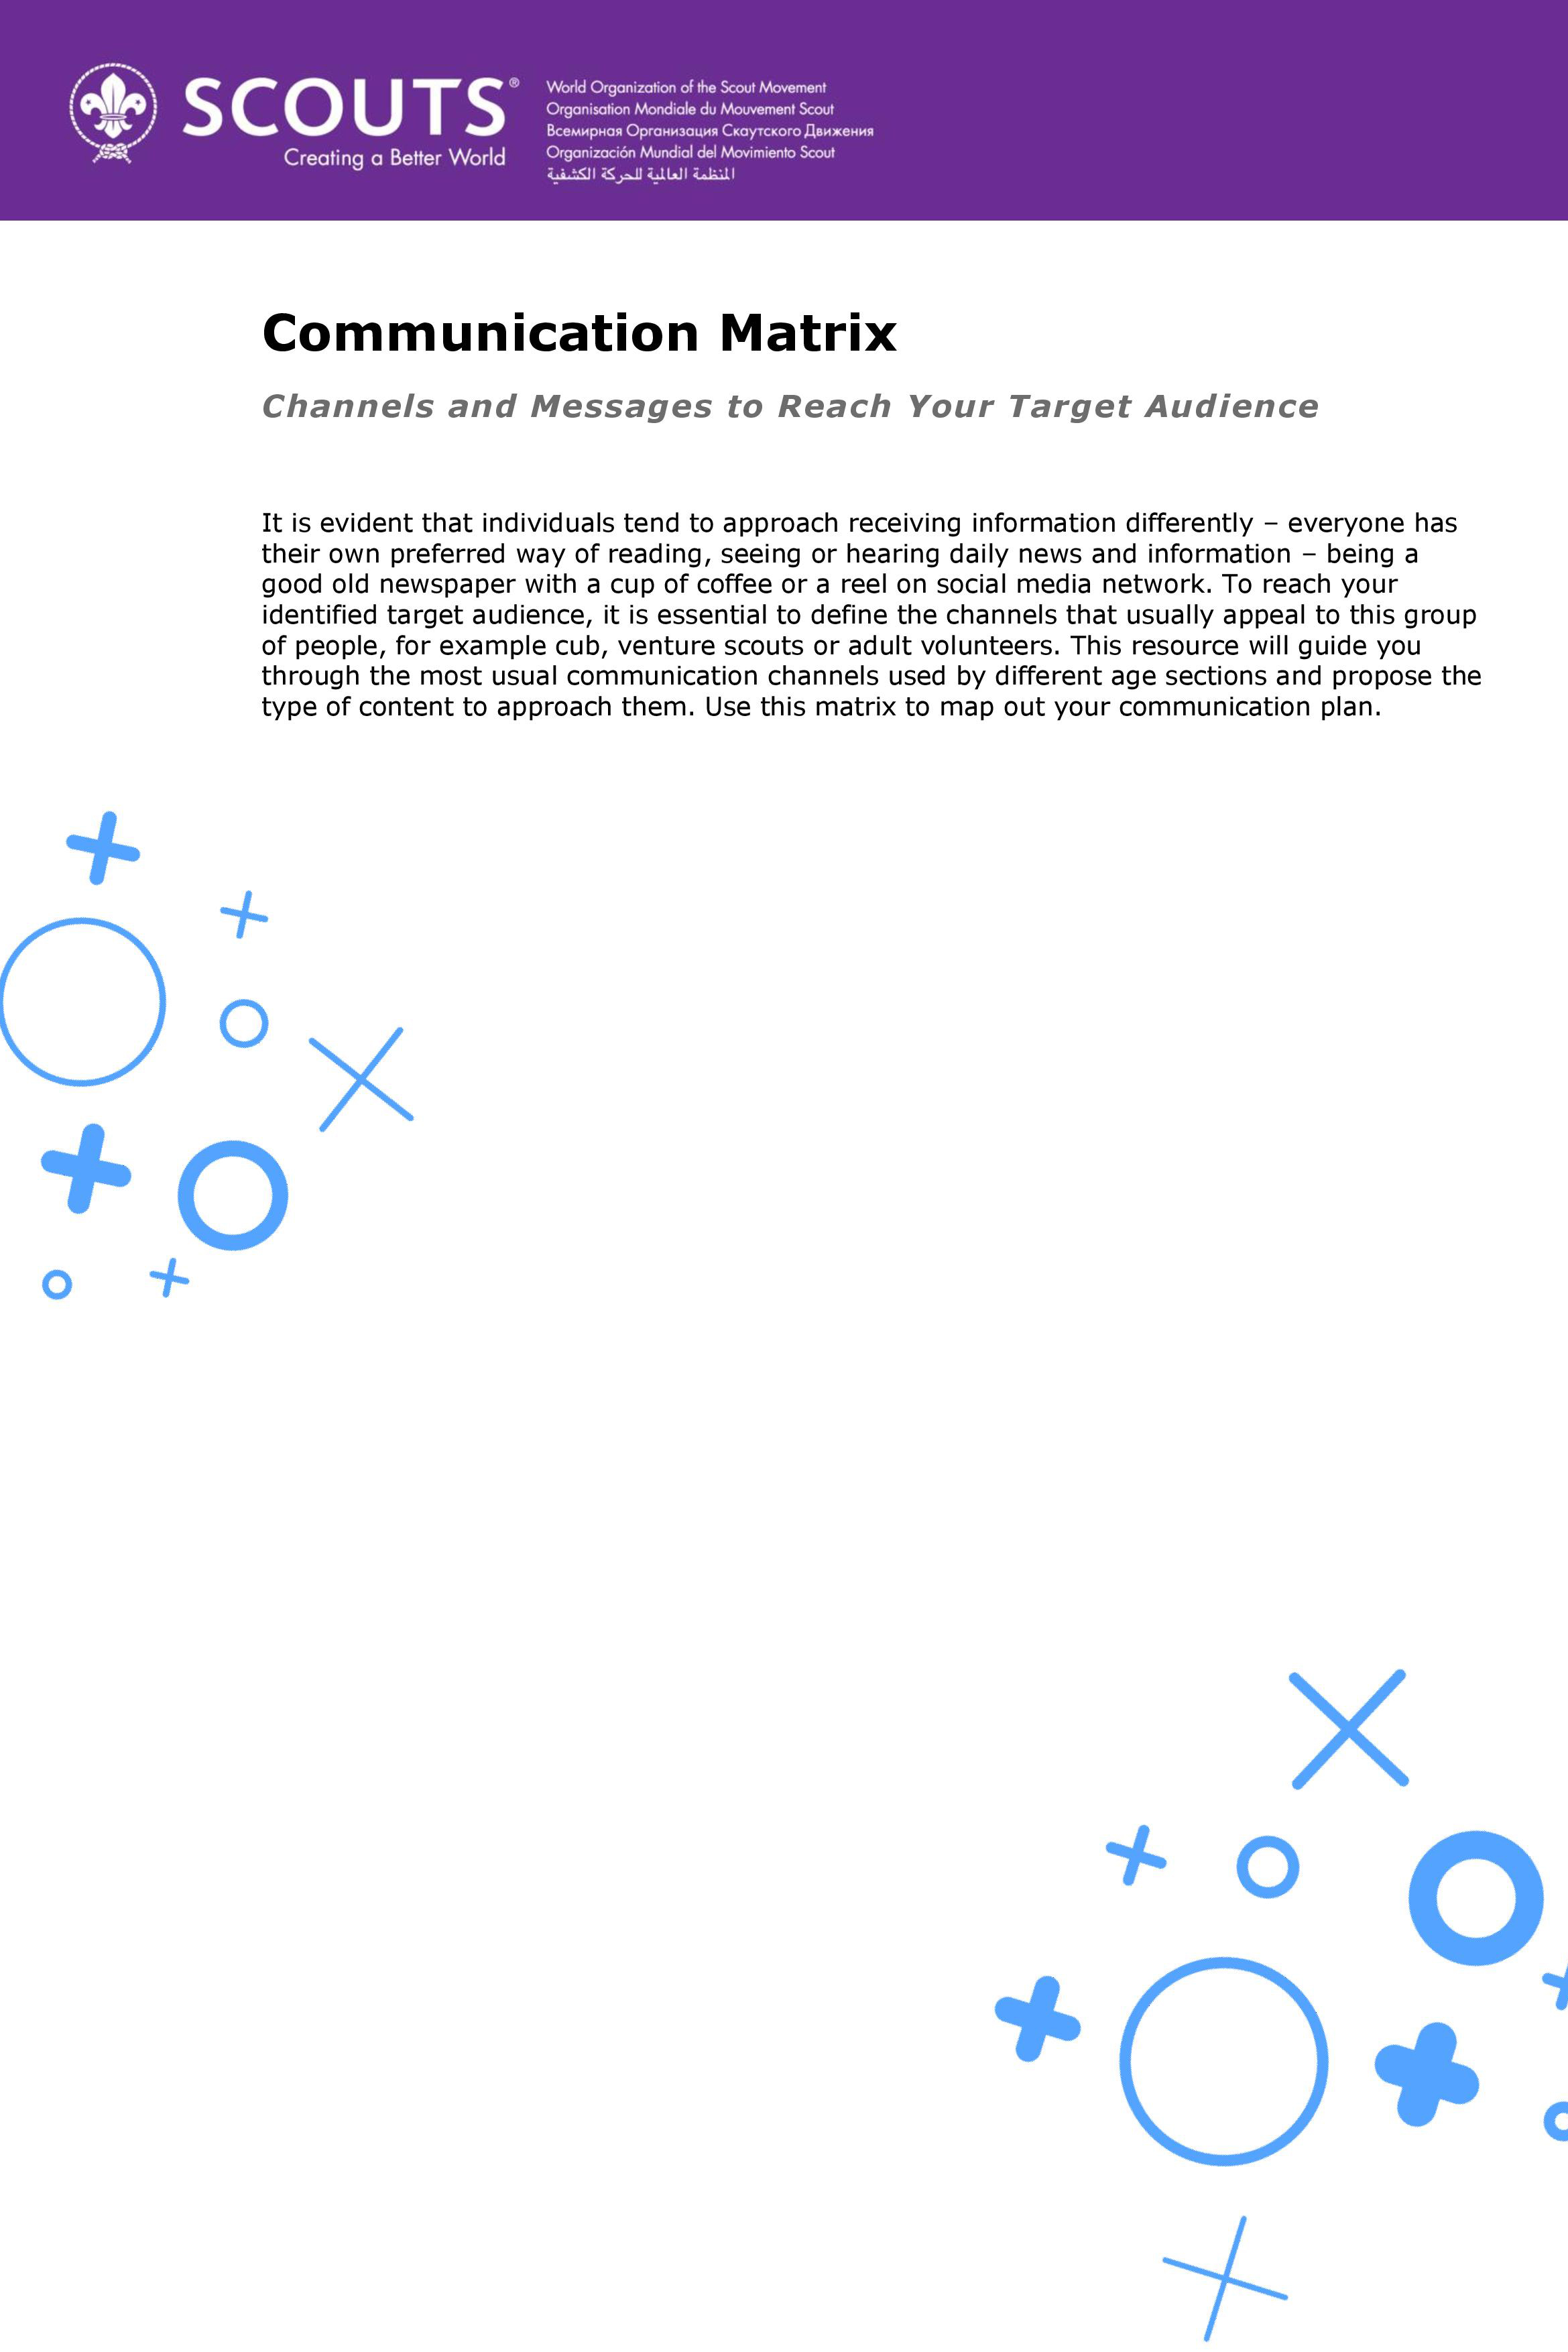 SCOUTS®
Creating a Better World
World Organization of the Scout Movement
Organisation Mondiale du Mouvement Scout
Всемирная Организация Скаутского Движения
Organización Mundial del Movimiento Scout
المنظمة العالمية للحركة الكشفية
Communication Matrix
Channels and Messages to Reach Your Target Audience
It is evident that individuals tend to approach receiving information differently – everyone has
their own preferred way of reading, seeing or hearing daily news and information – being a
good old newspaper with a cup of coffee or a reel on social media network. To reach your
identified target audience, it is essential to define the channels that usually appeal to this group
of people, for example cub, venture scouts or adult volunteers. This resource will guide you
through the most usual communication channels used by different age sections and propose the
type of content to approach them. Use this matrix to map out your communication plan.